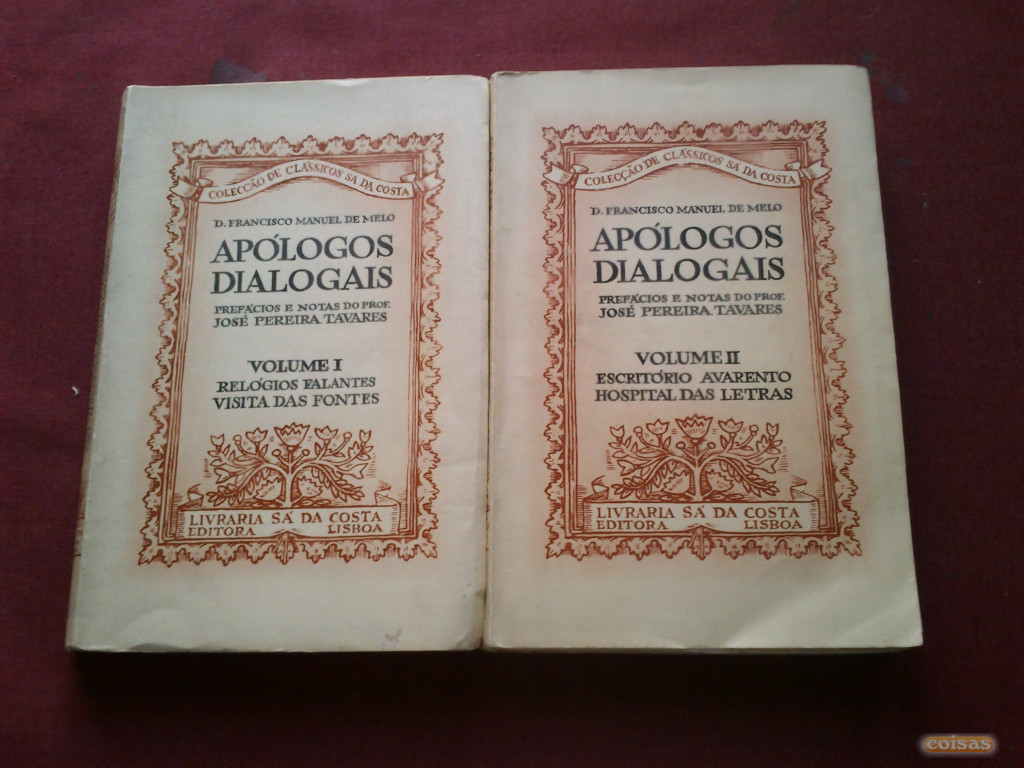 COLECÇÃO DE CLÁSSICOS SÁ DA COSTA
D. FRANCISCO MANUEL DE MELO
APÓLOGOS
DIALOGAIS
PREFÁCIOS E NOTAS DO PROF.
JOSÉ PEREIRA TAVARES
VOLUME I
RELÓGIOS FALANTES
VISITA DAS FONTES
LIVRARIA SÁ DA COSTA
EDITORA LISBOA
COLECÇÃO DE CLÁSSICOS SÁ DA COSTA
D. FRANCISCO MANUEL DE MELO
APÓLOGOS
DIALOGAIS
PREFÁCIOS E NOTAS DO PROF.
JOSÉ PEREIRA TAVARES
VOLUME II
ESCRITÓRIO AVARENTO
HOSPITAL DAS LETRAS
LIVRARIA SÁ DA COSTA
EDITORA LISBOA
coisas